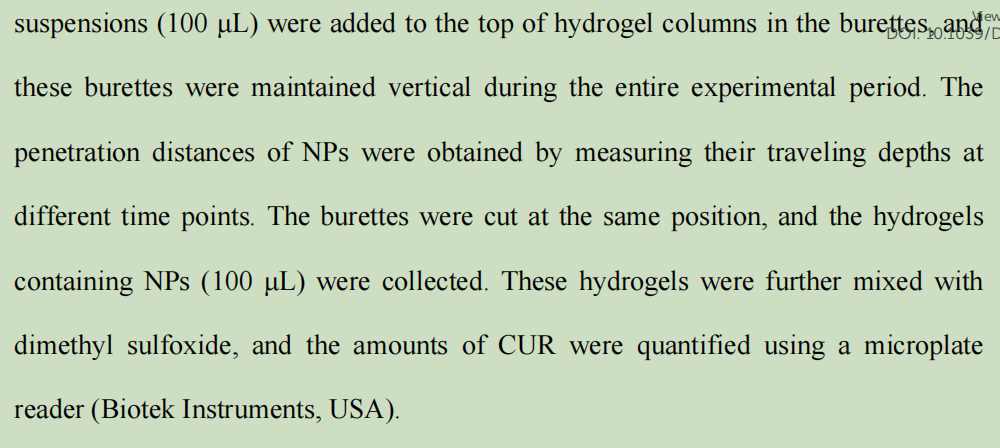 suspensions (100 μL) were added to the top of hydrogel columns in the burettes, and
View
DOI: 10.1039/D
these burettes were maintained vertical during the entire experimental period. The
penetration distances of NPs were obtained by measuring their traveling depths at
different time points. The burettes were cut at the same position, and the hydrogels
containing NPs (100 μL) were collected. These hydrogels were further mixed with
dimethyl sulfoxide, and the amounts of CUR were quantified using a microplate
reader (Biotek Instruments, USA).